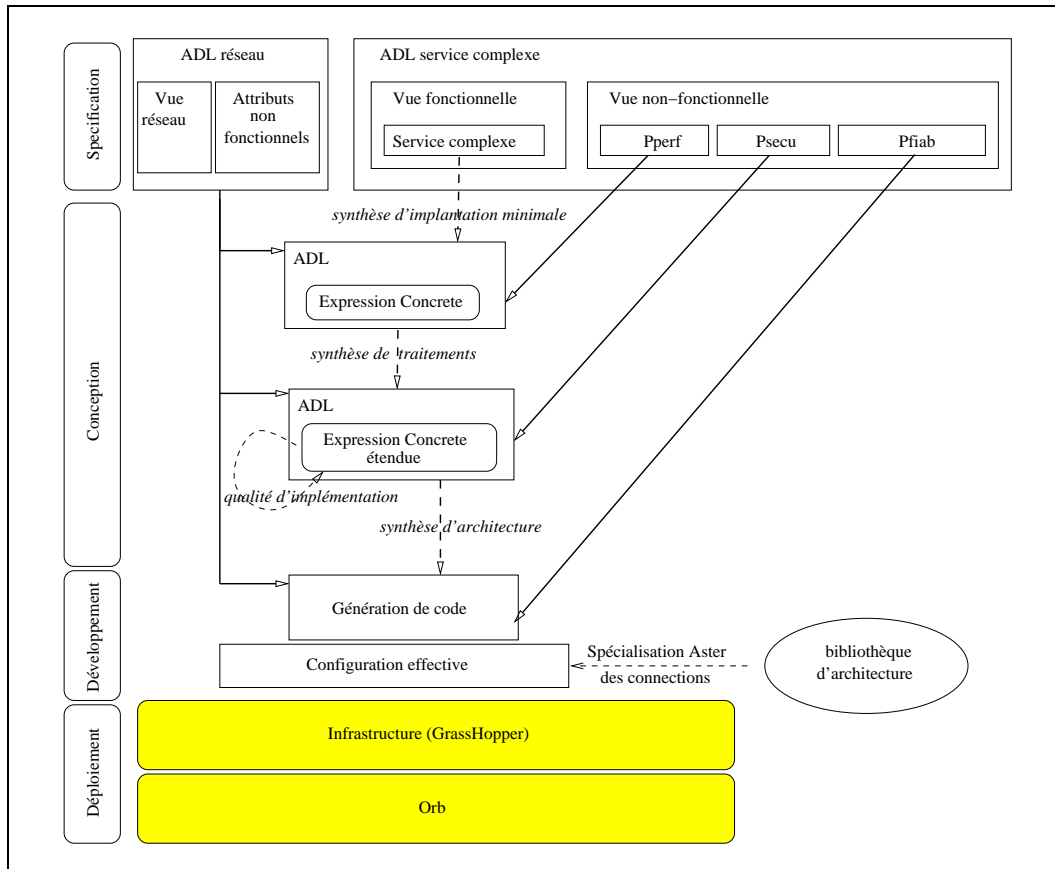 Specification
ADL réseau
Vue
réseau
Attributs
non
fonctionnels
ADL service complexe
Vue fonctionnelle
Service complexe
Vue non−fonctionnelle
Pperf
Psecu
Pfiab
Conception
synthèse d'implantation minimale
ADL
Expression Concrete
synthèse de traitements
ADL
Expression Concrete
étendue
qualité d'implémentation
synthèse d'architecture
Développement
Génération de code
Configuration effective
Spécialisation Aster
des connections
bibliothèque
d'architecture
Déploiement
Infrastructure (GrassHopper)
Orb